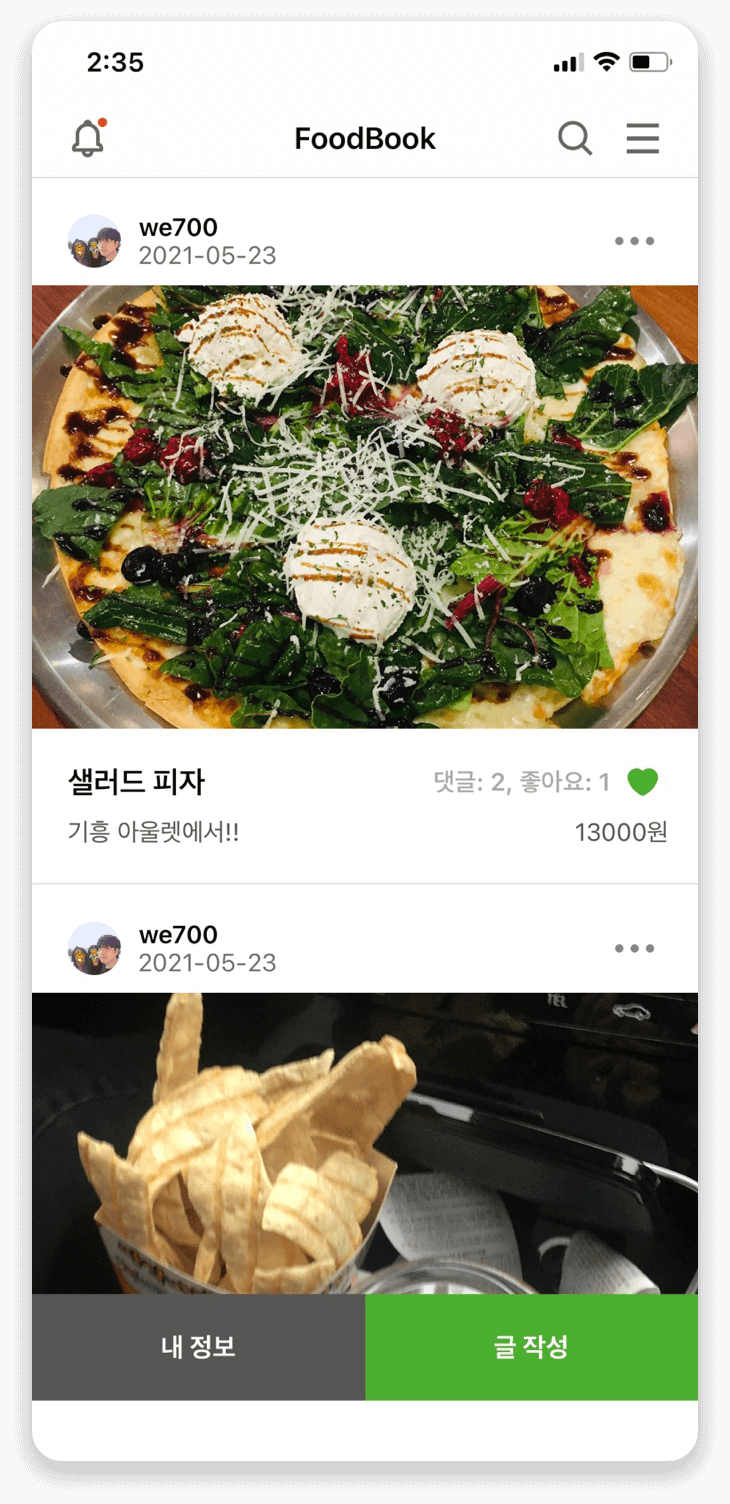 2:35
FoodBook
we700
2021-05-23
샐러드 피자
댓글: 2, 좋아요: 1
기흥 아울렛에서!!
13000원
we700
2021-05-23
TEL
내 정보
글 작성